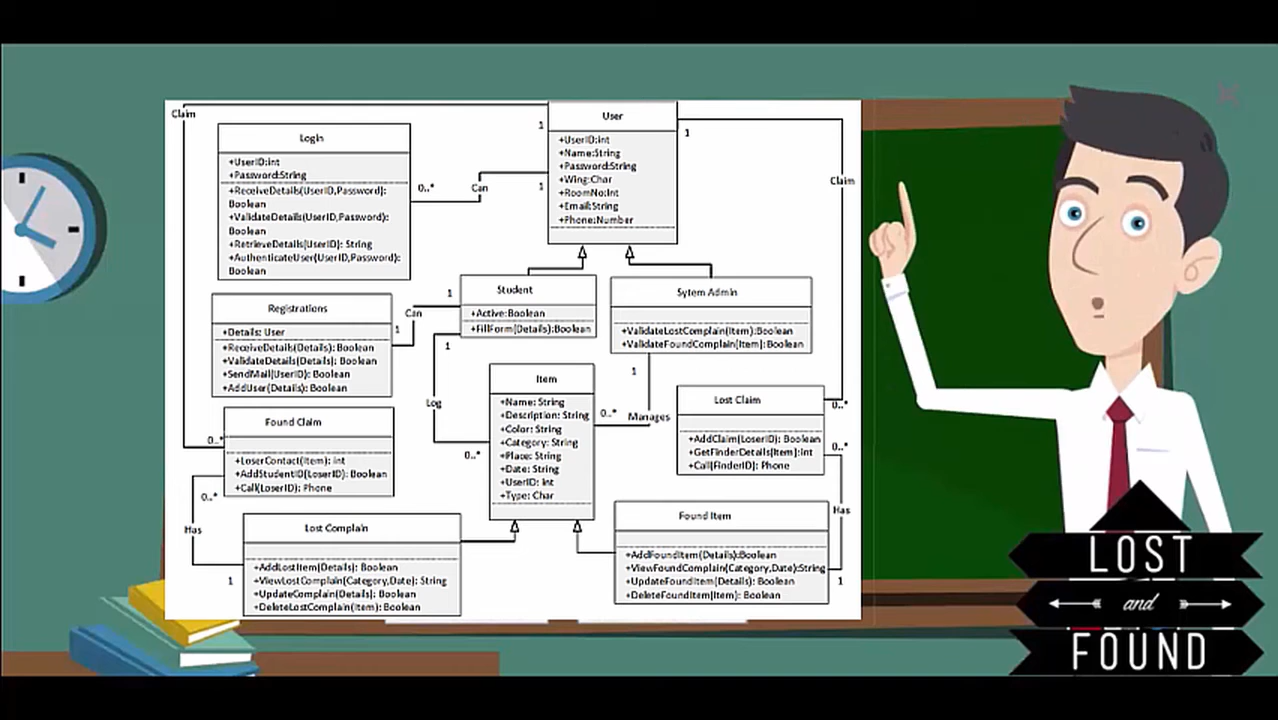 Claim
User
1
1
Login
+UserID:int
+Name:String
+UserID:int
+Password:String
+Password:String
0..*
Can
1
+Wing:Char
Claim
+ReceiveDetails(UserID,Password):
Boolean
+RoomNo:Int
+Email:String
+ValidateDetails(UserID,Password):
Boolean
+Phone:Number
+RetrieveDetails(UserID): String
+AuthenticateUser(UserID,Password):
Boolean
1
Student
Sytem Admin
Registrations
Can
+Active:Boolean
+Details: User
1
+FillForm(Details):Boolean
+ValidateLostComplain(Item):Boolean
+ReceiveDetails(Details): Boolean
1
+ValidateFoundComplain(Item): Boolean
+ValidateDetails(Details): Boolean
+SendMail(UserID): Boolean
+AddUser(Details): Boolean
Item
1
Log
+Name: String
Lost Claim
0..*
Found Claim
+Description: String
0..*
Manages
+Color: String
0..*
+Category: String
+AddClaim(LoserID): Boolean
0..*
+LoserContact(Item): int
0..*
+Place: String
+GetFinderDetails(Item):int
+AddStudentID(LoserID): Boolean
+Date: String
+Call(FinderID): Phone
+Call(LoserID): Phone
+UserID: int
0..*
+Type: Char
Has
Has
Lost Complain
Found Item
+AddLostItem(Details): Boolean
+AddFoundItem(Details):Boolean
1
+ViewLostComplain(Category,Date): String
+ViewFoundComplain(Category,Date):String
1
+UpdateComplain(Details): Boolean
+UpdateFoundItem(Details): Boolean
+DeleteLostComplain(Item): Boolean
+DeleteFoundItem(Item): Boolean
LOST
and
FOUND